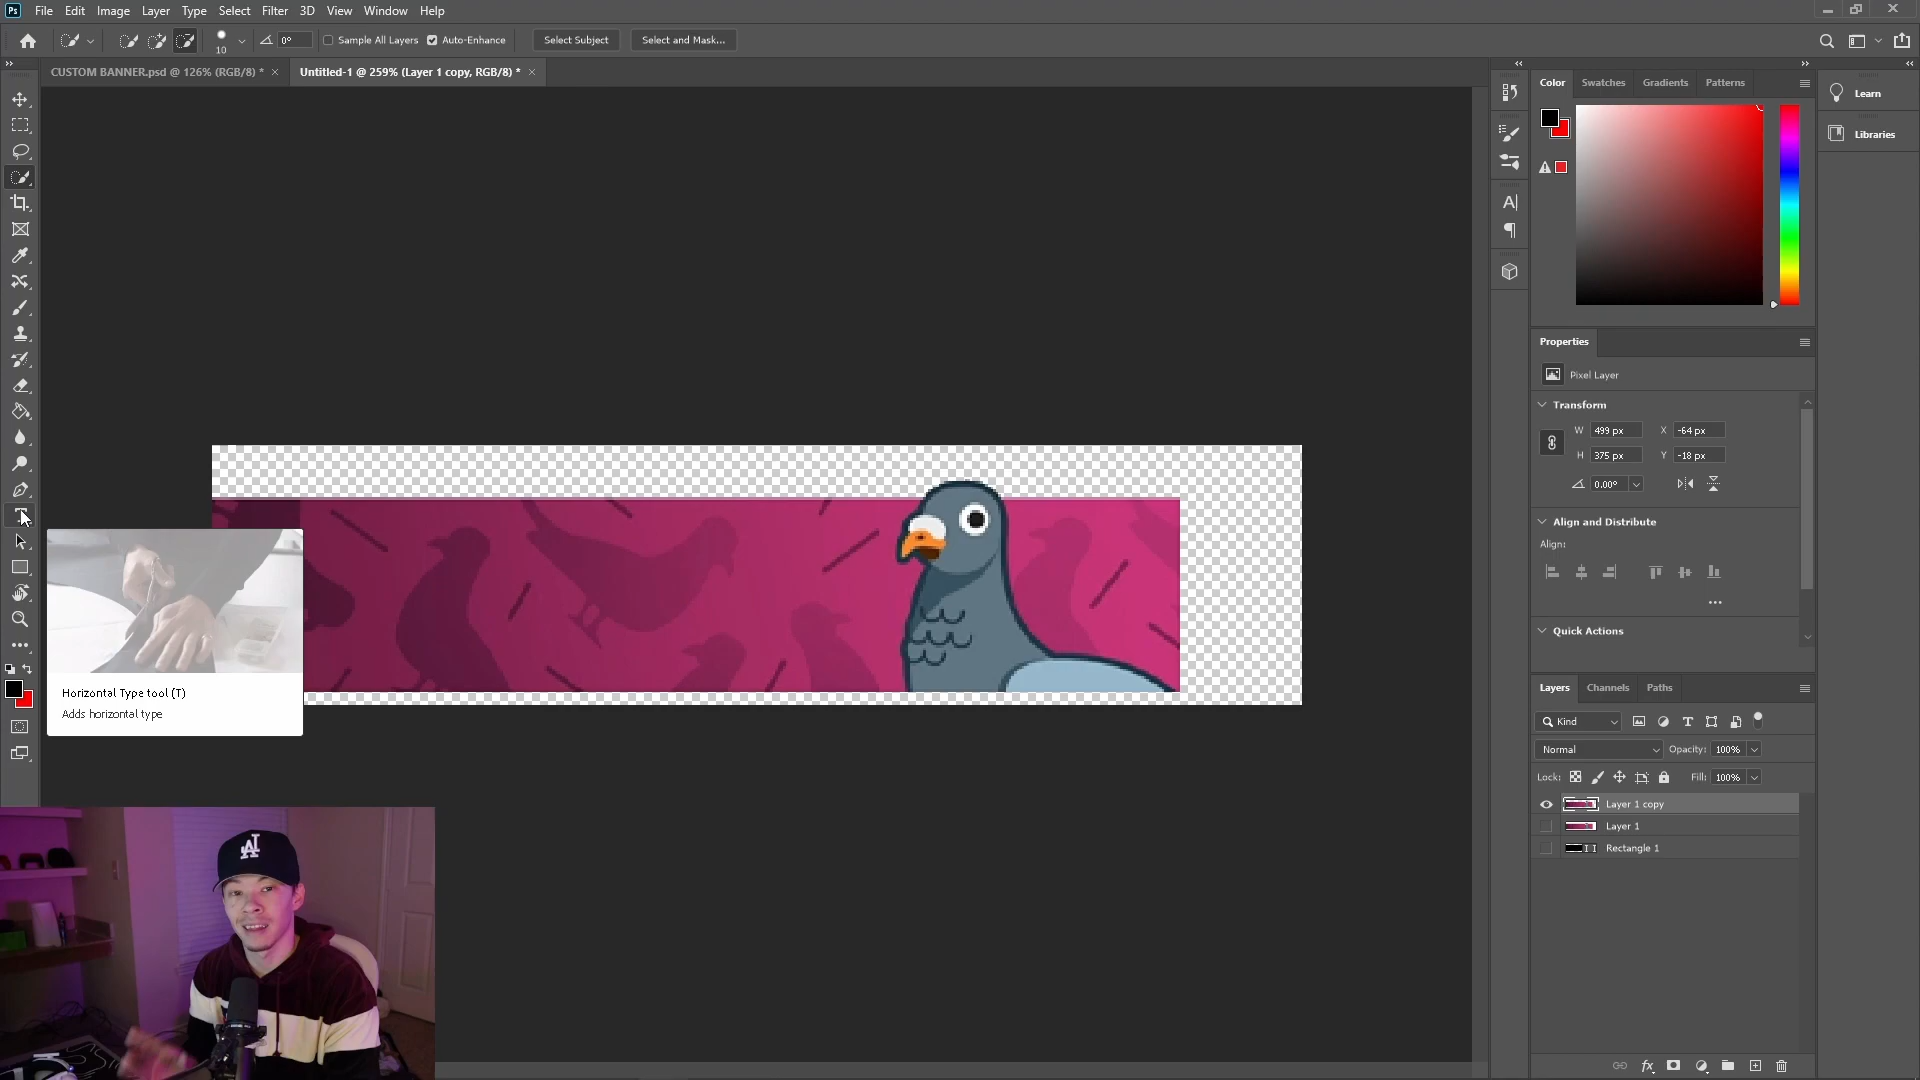 Ps File Edit Image Layer Type Select Filter 3D View Window Help
10 0° Sample All Layers Auto-Enhance Select Subject Select and Mask...
CUSTOM BANNER.psd @ 126% (RGB/8) * × Untitled-1 @ 259% (Layer 1 copy, RGB/8) * ×
Color Swatches Gradients Patterns
Learn
Libraries
Properties
Pixel Layer
Transform
W 499 px X -64 px
H 375 px Y -18 px
0.00°
Align and Distribute
Align:
Quick Actions
Horizontal Type tool (T)
Adds horizontal type
Layers Channels Paths
Kind
Normal Opacity: 100%
Lock: Fill: 100%
Layer 1 copy
Layer 1
Rectangle 1